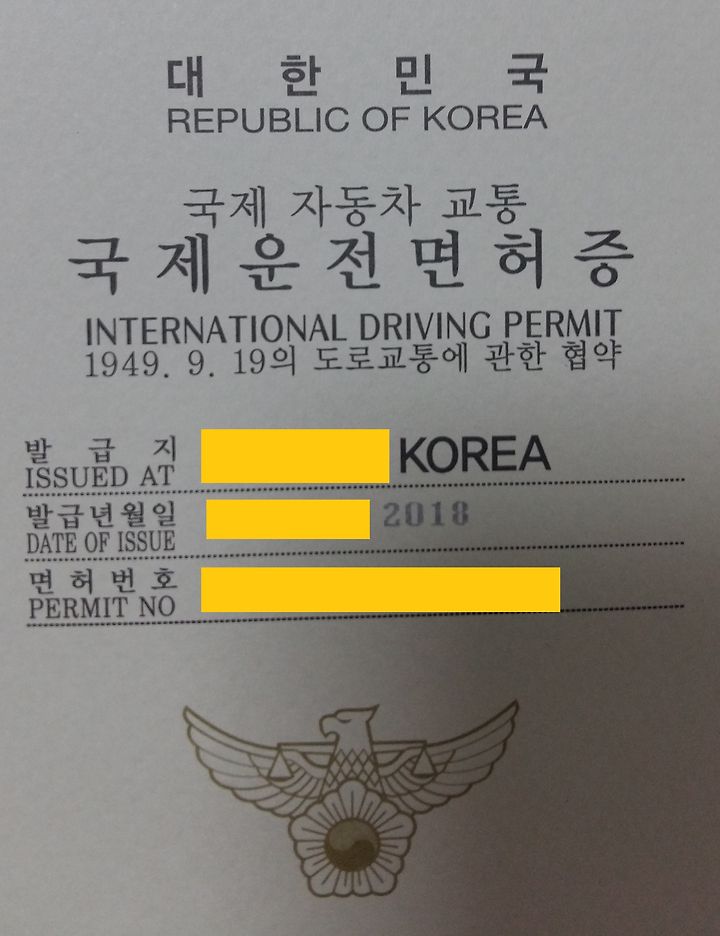 대 한 민 국
REPUBLIC OF KOREA
국제 자동차 교통
국제운전면허증
INTERNATIONAL DRIVING PERMIT
1949. 9. 19의 도로교통에 관한 협약
발 급 지 KOREA
ISSUED AT
발급년월일 2018
DATE OF ISSUE
면 허 번 호
PERMIT NO